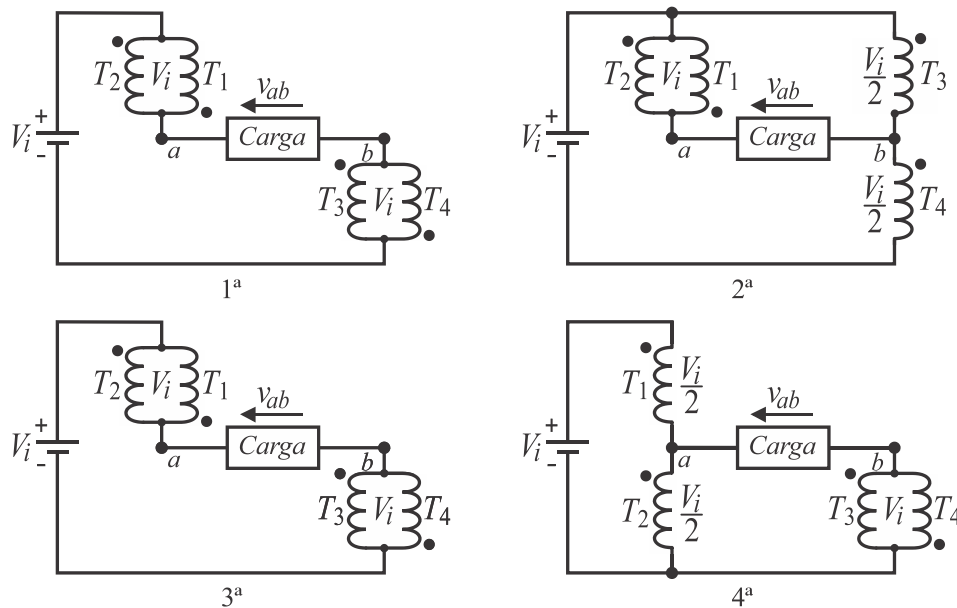 T2 Vi T1
vab
Vi + -
a Carga b
T3 Vi T4
1ª
T2 Vi T1
Vi/2 T3
vab
Vi + -
a Carga b
Vi/2 T4
2ª
T2 Vi T1
vab
Vi + -
a Carga b
T3 Vi T4
3ª
T1 Vi/2
vab
Vi + -
a Carga b
T2 Vi/2
T3 Vi T4
4ª